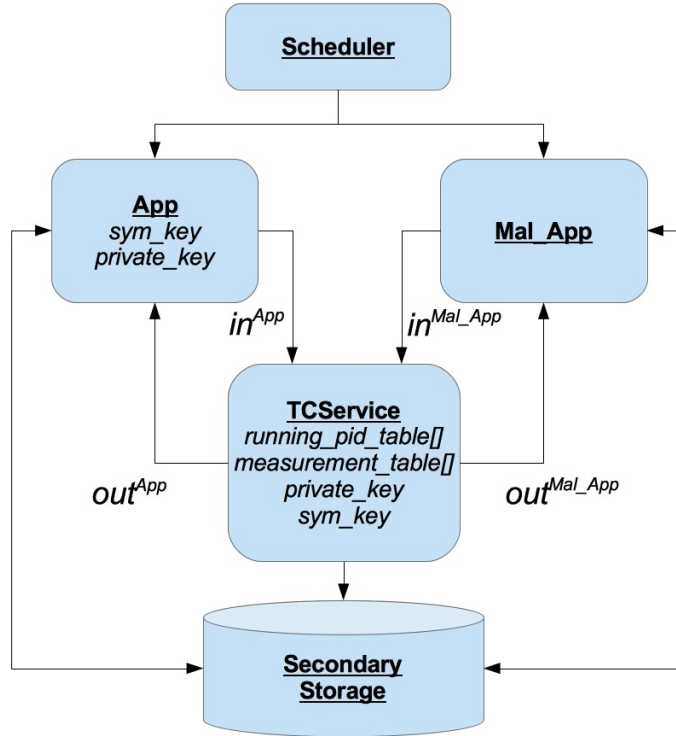 Scheduler
App
sym_key
private_key
Mal_App
in^App
in^Mal_App
TCService
running_pid_table[]
measurement_table[]
private_key
sym_key
out^App
out^Mal_App
Secondary
Storage